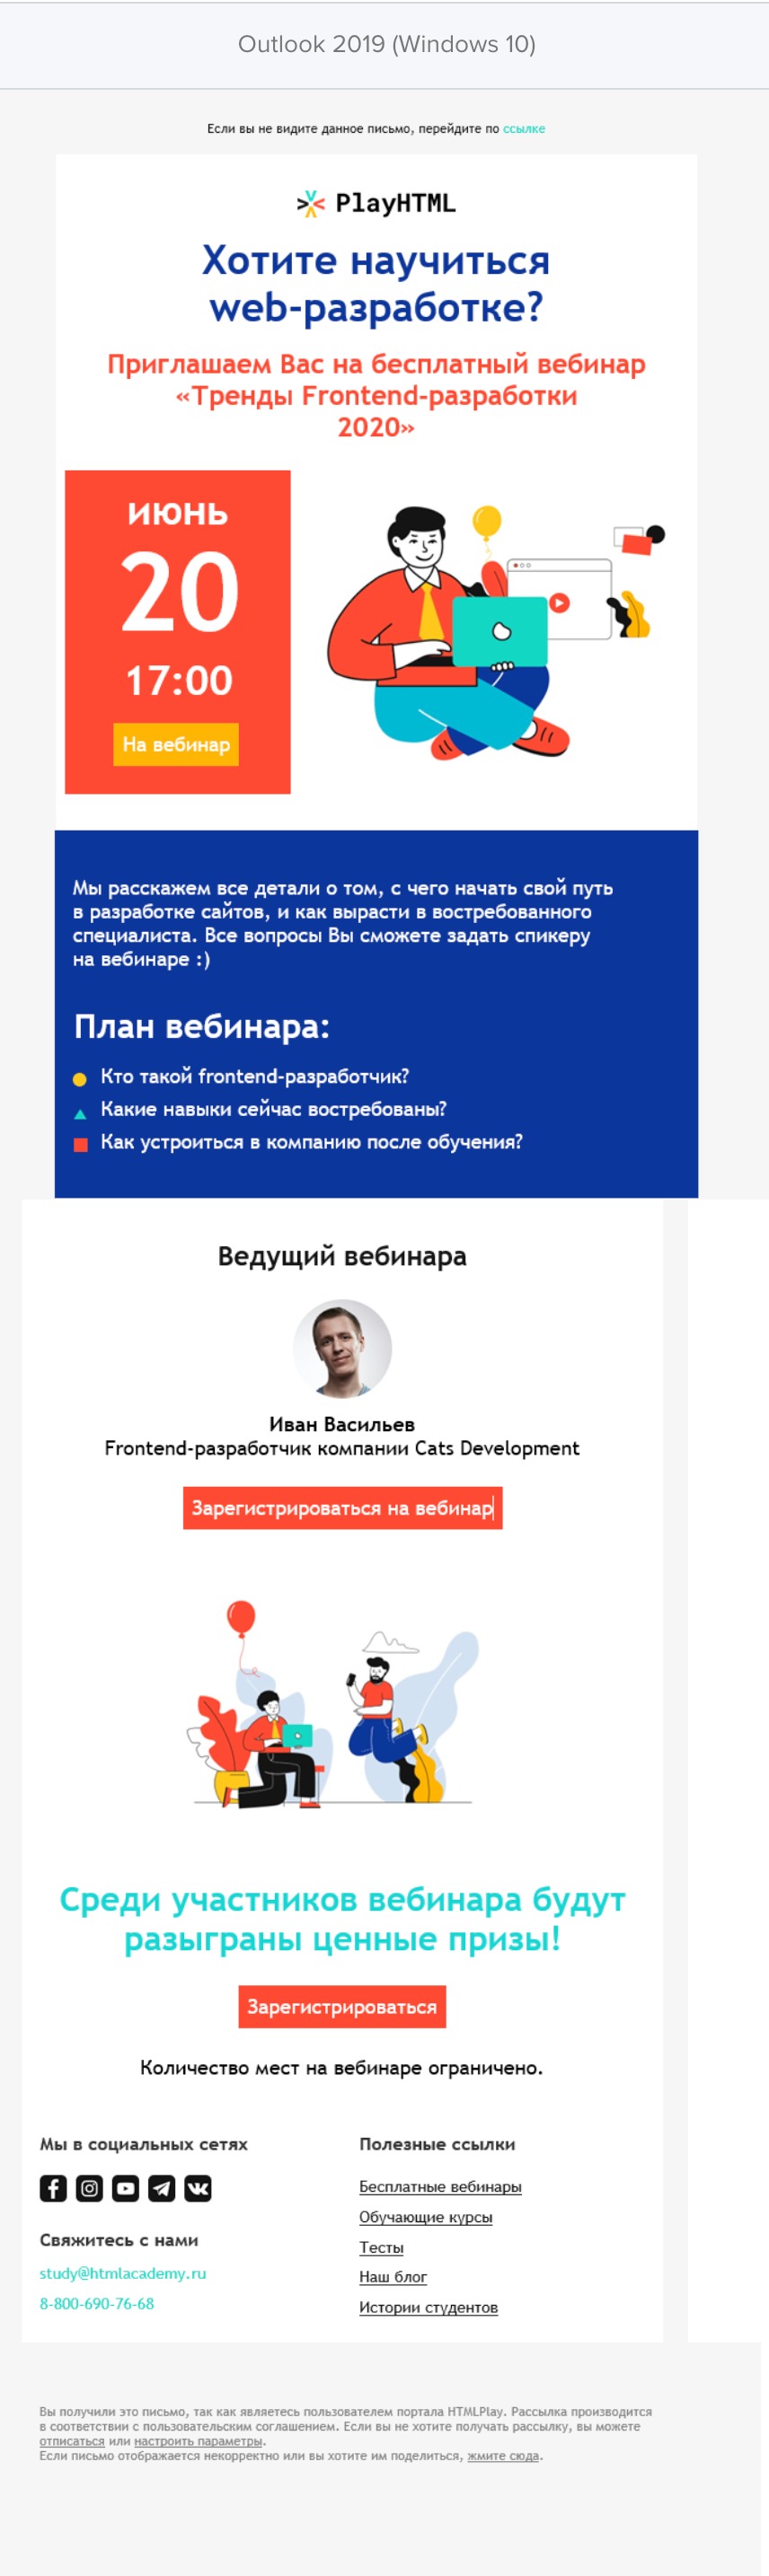 Outlook 2019 (Windows 10)
Если вы не видите данное письмо, перейдите по ссылке
PlayHTML
Хотите научиться
web-разработке?
Приглашаем Вас на бесплатный вебинар
«Тренды Frontend-разработки
2020»
ИЮНЬ
20
17:00
На вебинар
Мы расскажем все детали о том, с чего начать свой путь
в разработке сайтов, и как вырасти в востребованного
специалиста. Все вопросы Вы сможете задать спикеру
на вебинаре :)
План вебинара:
Кто такой frontend-разработчик?
Какие навыки сейчас востребованы?
Как устроиться в компанию после обучения?
Ведущий вебинара
Иван Васильев
Frontend-разработчик компании Cats Development
Зарегистрироваться на вебинар
Среди участников вебинара будут
разыграны ценные призы!
Зарегистрироваться
Количество мест на вебинаре ограничено.
Мы в социальных сетях
Свяжитесь с нами
study@htmlacademy.ru
8-800-690-76-68
Полезные ссылки
Бесплатные вебинары
Обучающие курсы
Тесты
Наш блог
Истории студентов
Вы получили это письмо, так как являетесь пользователем портала HTMLPlay. Рассылка производится
в соответствии с пользовательским соглашением. Если вы не хотите получать рассылку, вы можете
отписаться или настроить параметры.
Если письмо отображается некорректно или вы хотите им поделиться, жмите сюда.